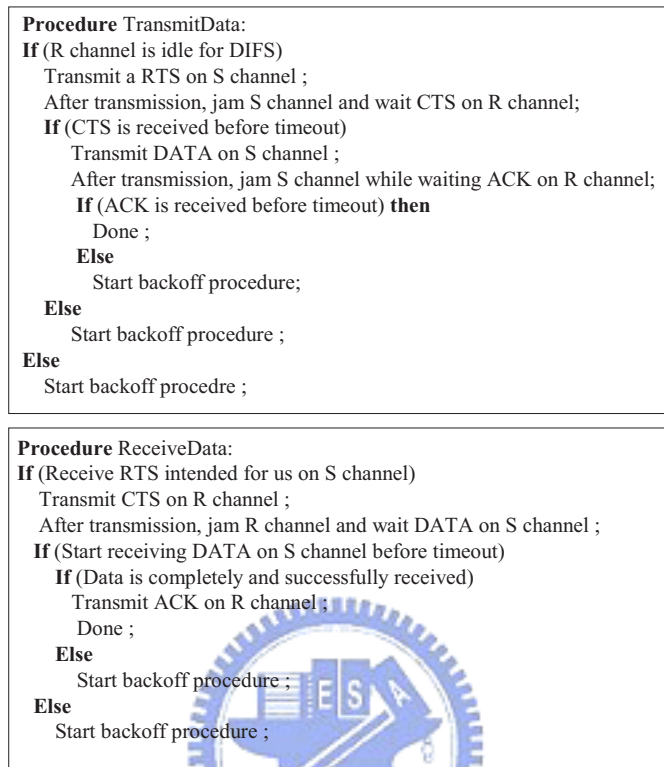 Procedure TransmitData:
If (R channel is idle for DIFS)
Transmit a RTS on S channel ;
After transmission, jam S channel and wait CTS on R channel;
If (CTS is received before timeout)
Transmit DATA on S channel ;
After transmission, jam S channel while waiting ACK on R channel;
If (ACK is received before timeout) then
Done ;
Else
Start backoff procedure;
Else
Start backoff procedure ;
Else
Start backoff procedre ;
Procedure ReceiveData:
If (Receive RTS intended for us on S channel)
Transmit CTS on R channel ;
After transmission, jam R channel and wait DATA on S channel ;
If (Start receiving DATA on S channel before timeout)
If (Data is completely and successfully received)
Transmit ACK on R channel ;
Done ;
Else
Start backoff procedure ;
Else
Start backoff procedure ;
E S A